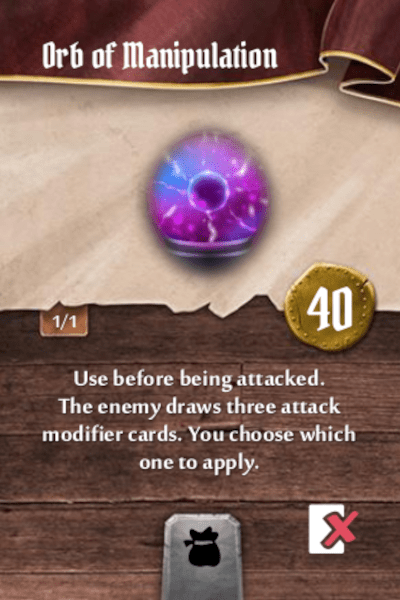 Orb of Manipulation
40
1/1
Use before being attacked.
The enemy draws three attack
modifier cards. You choose which
one to apply.